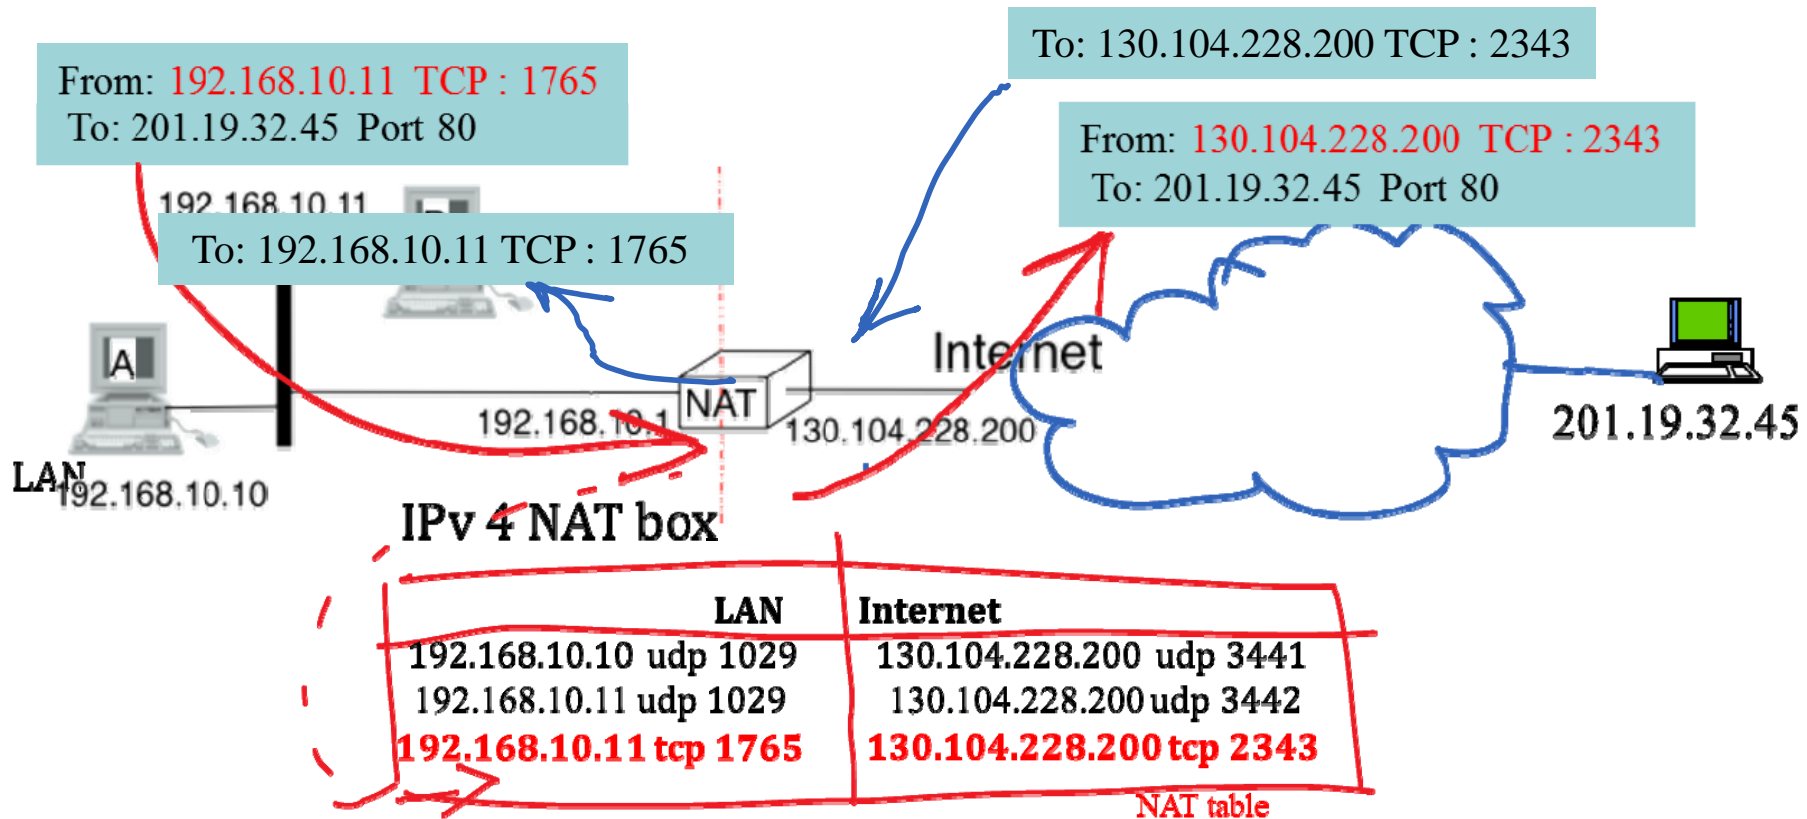 To: 130.104.228.200 TCP : 2343
From: 192.168.10.11 TCP : 1765
To: 201.19.32.45 Port 80
From: 130.104.228.200 TCP : 2343
To: 201.19.32.45 Port 80
192.168.10.11
To: 192.168.10.11 TCP : 1765
A
Internet
NAT
192.168.10.1
130.104.228.200
201.19.32.45
LAN
192.168.10.10
IPv 4 NAT box
LAN Internet
192.168.10.10 udp 1029 130.104.228.200 udp 3441
192.168.10.11 udp 1029 130.104.228.200 udp 3442
192.168.10.11 tcp 1765 130.104.228.200 tcp 2343
NAT table